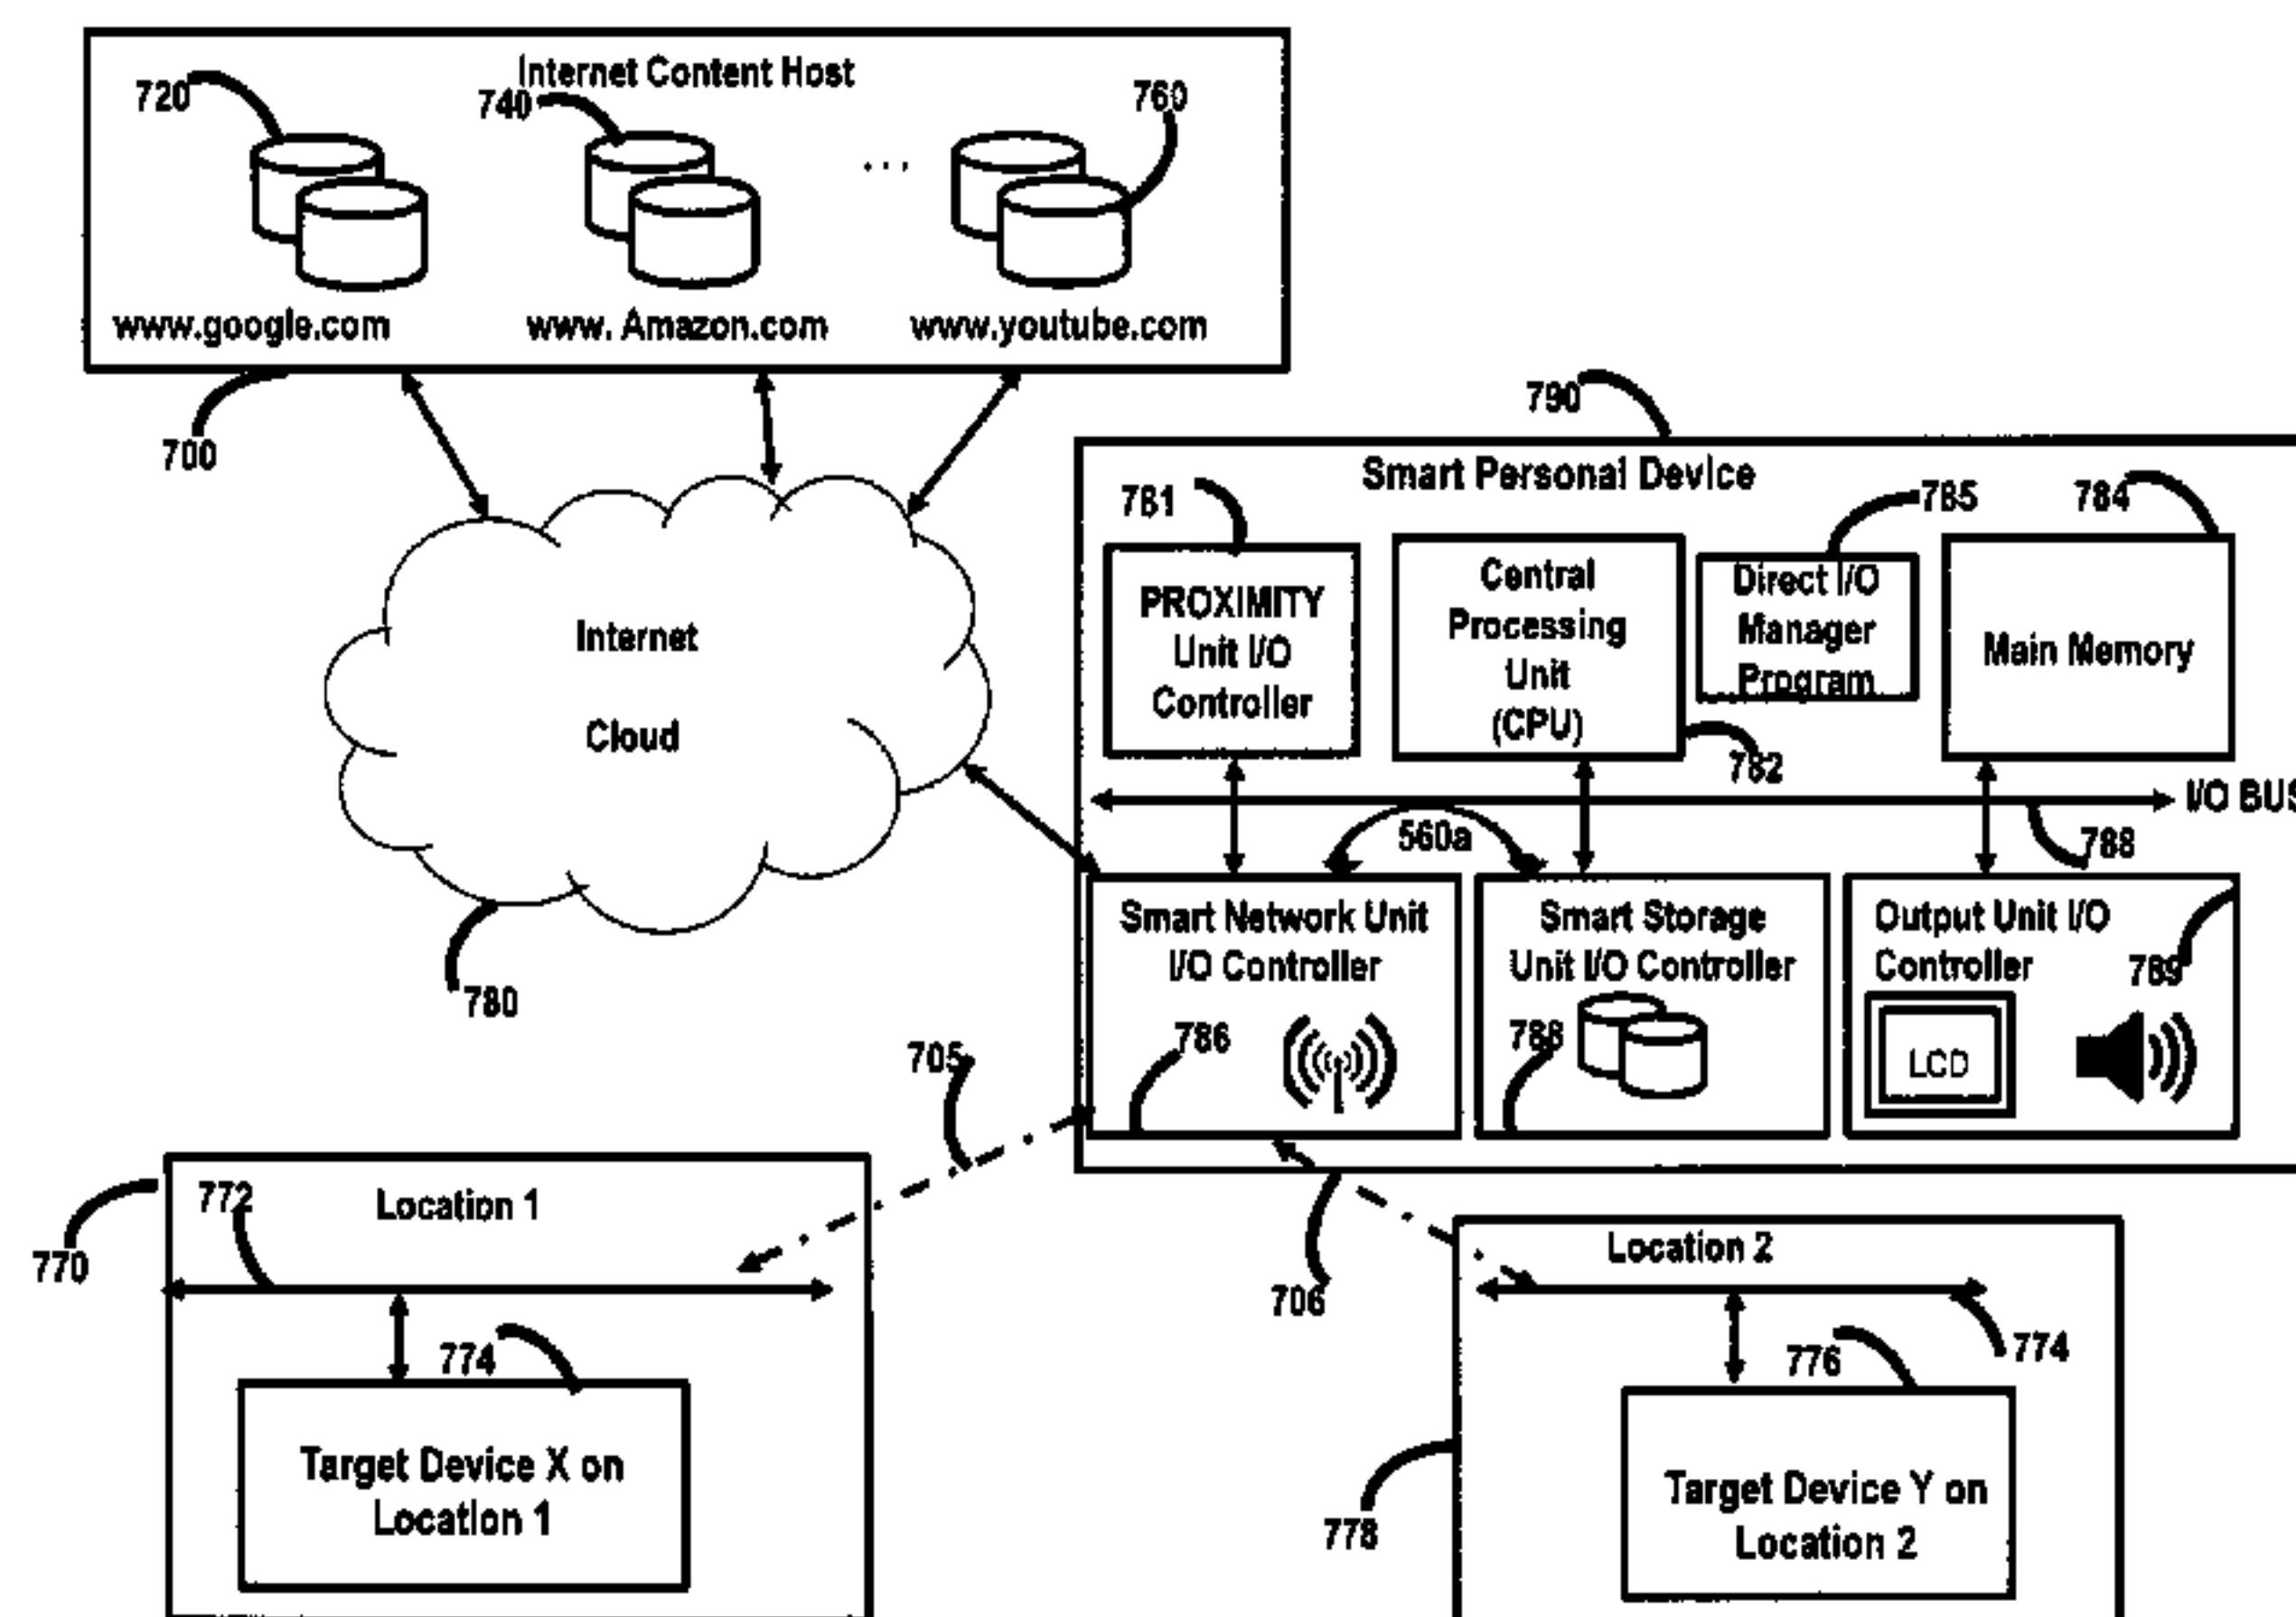 Internet Content Host
720
740
760
...
www.google.com
www. Amazon.com
www.youtube.com
700
790
Smart Personal Device
781
785
784
PROXIMITY
Unit I/O
Controller
Central
Processing
Unit
(CPU)
Direct I/O
Manager
Program
Main Memory
782
Internet
Cloud
I/O BUS
560a
788
Smart Network Unit
I/O Controller
Smart Storage
Unit I/O Controller
Output Unit I/O
Controller
789
780
786
788
LCD
705
772
Location 1
770
706
Location 2
774
774
776
Target Device X on
Location 1
778
Target Device Y on
Location 2